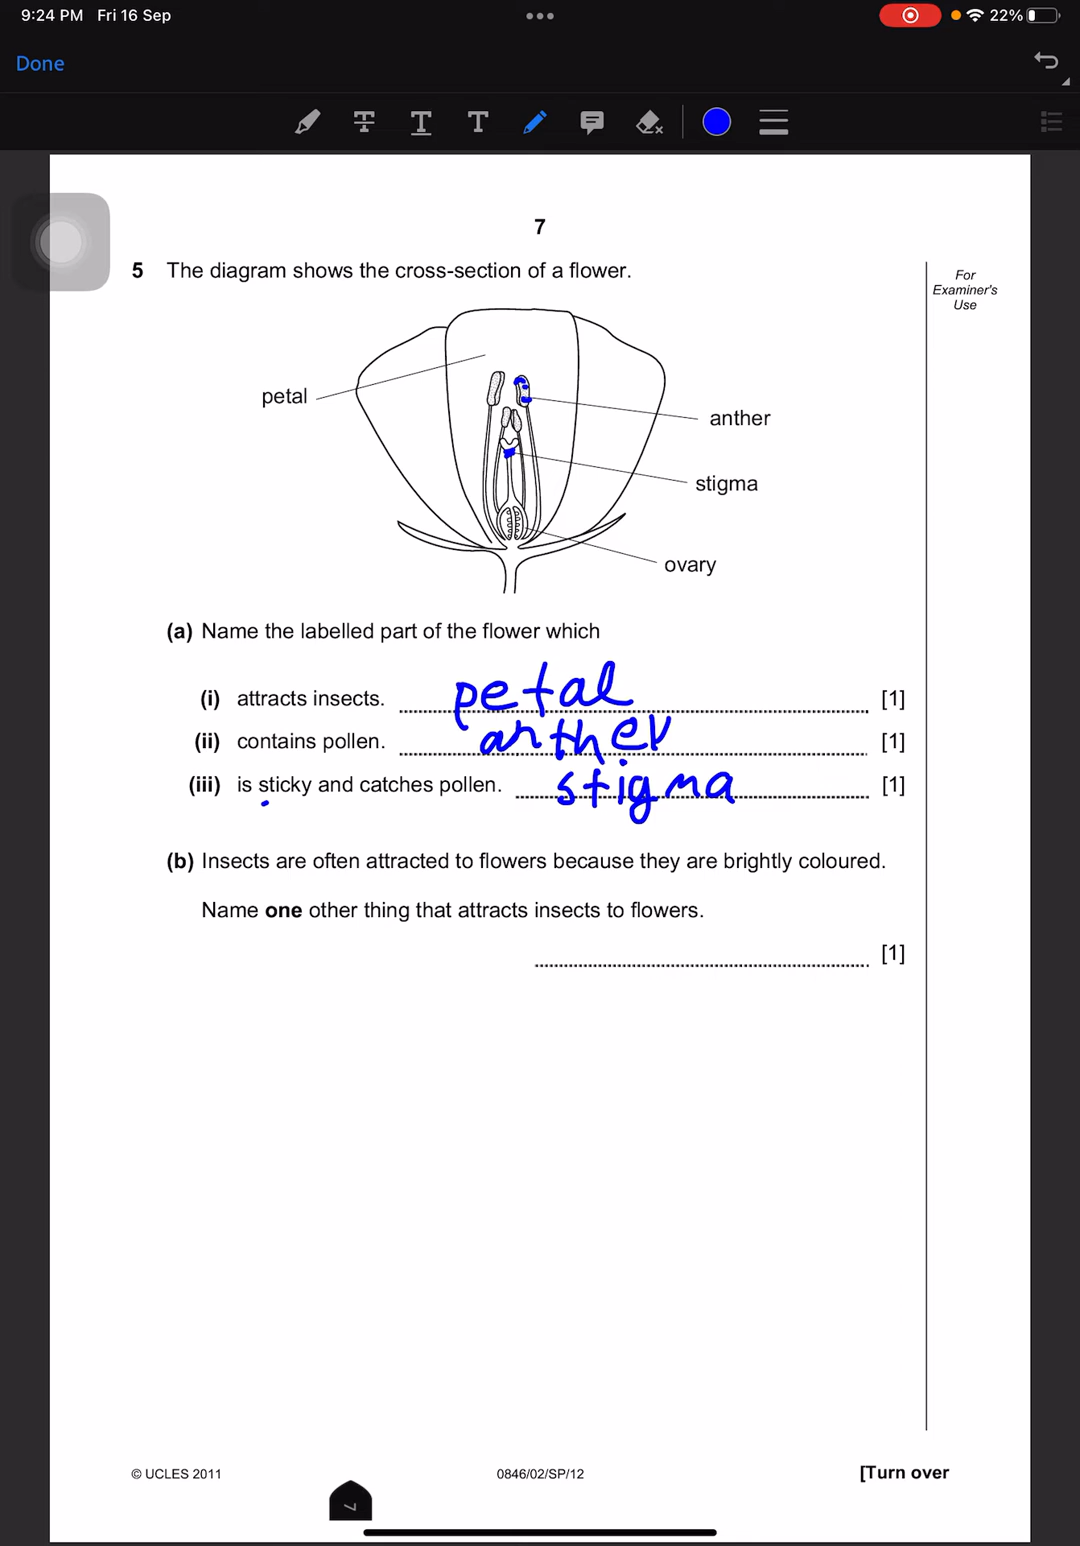 9:24 PM Fri 16 Sep
22%
Done
T T T
7
5 The diagram shows the cross-section of a flower.
For
Examiner's
Use
petal
anther
stigma
ovary
(a) Name the labelled part of the flower which
(i) attracts insects. petal [1]
(ii) contains pollen. anther [1]
(iii) is sticky and catches pollen. stigma [1]
(b) Insects are often attracted to flowers because they are brightly coloured.
Name one other thing that attracts insects to flowers.
[1]
© UCLES 2011
0846/02/SP/12
[Turn over
7